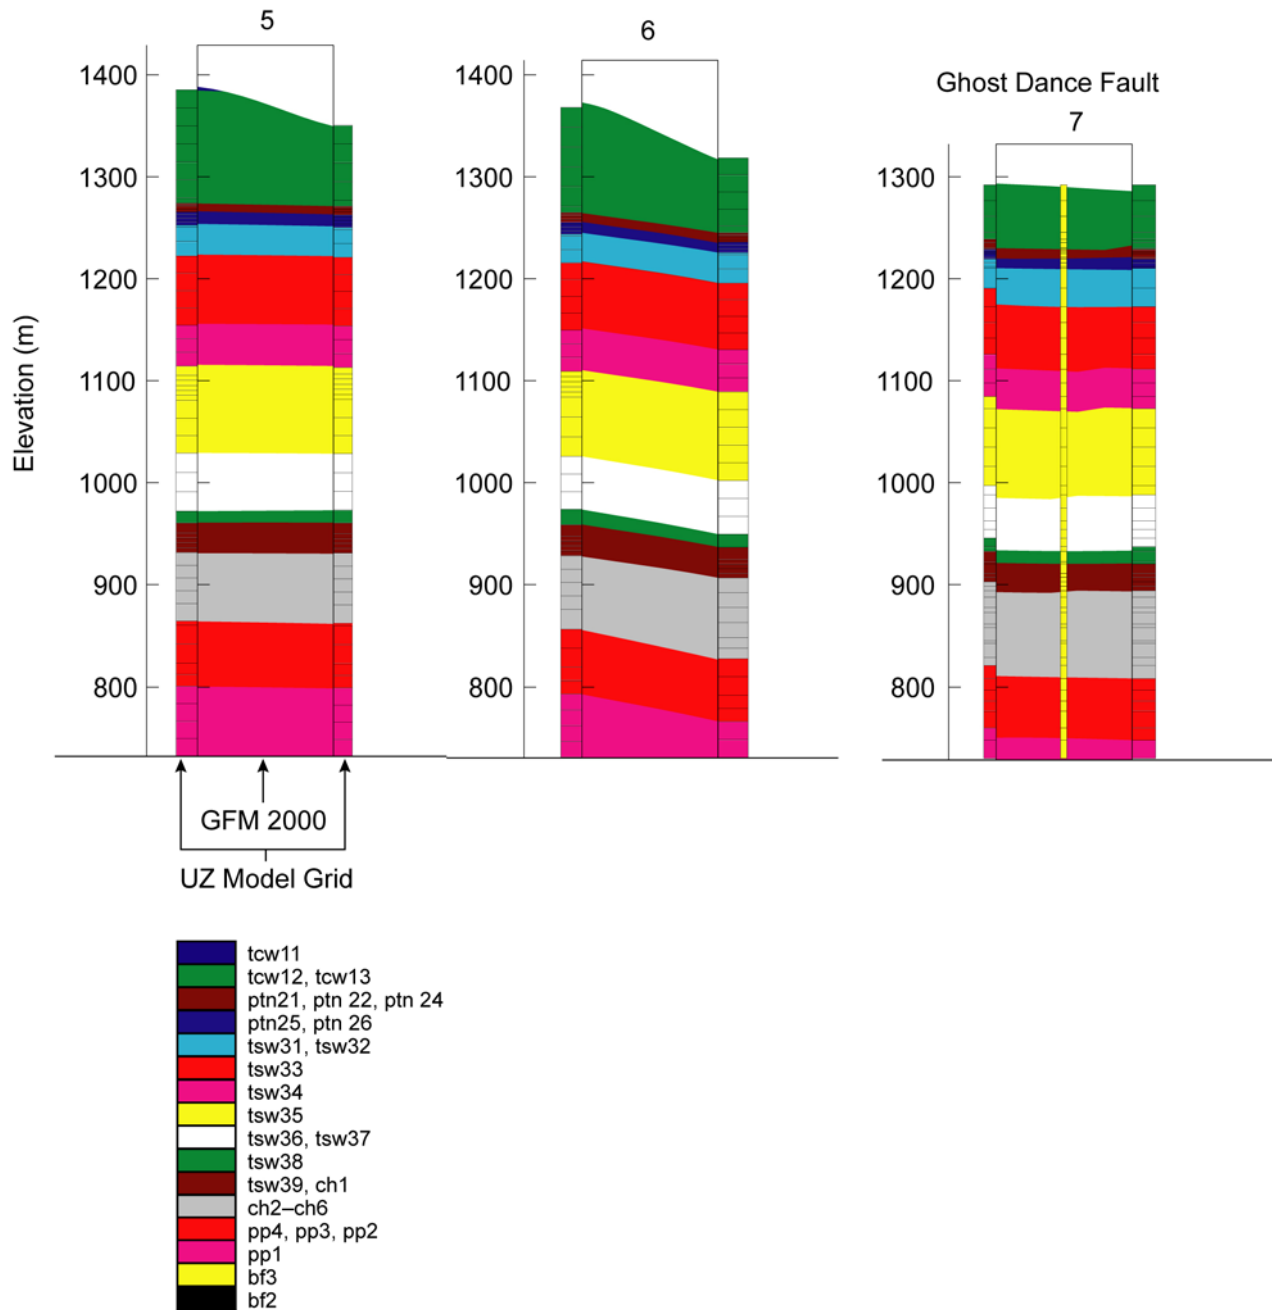 5
6
Ghost Dance Fault
7
1400
1300
1200
1100
1000
900
800
1400
1300
1200
1100
1000
900
800
1300
1200
1100
1000
900
800
Elevation (m)
GFM 2000
UZ Model Grid
tcw11
tcw12, tcw13
ptn21, ptn 22, ptn 24
ptn25, ptn 26
tsw31, tsw32
tsw33
tsw34
tsw35
tsw36, tsw37
tsw38
tsw39, ch1
ch2–ch6
pp4, pp3, pp2
pp1
bf3
bf2